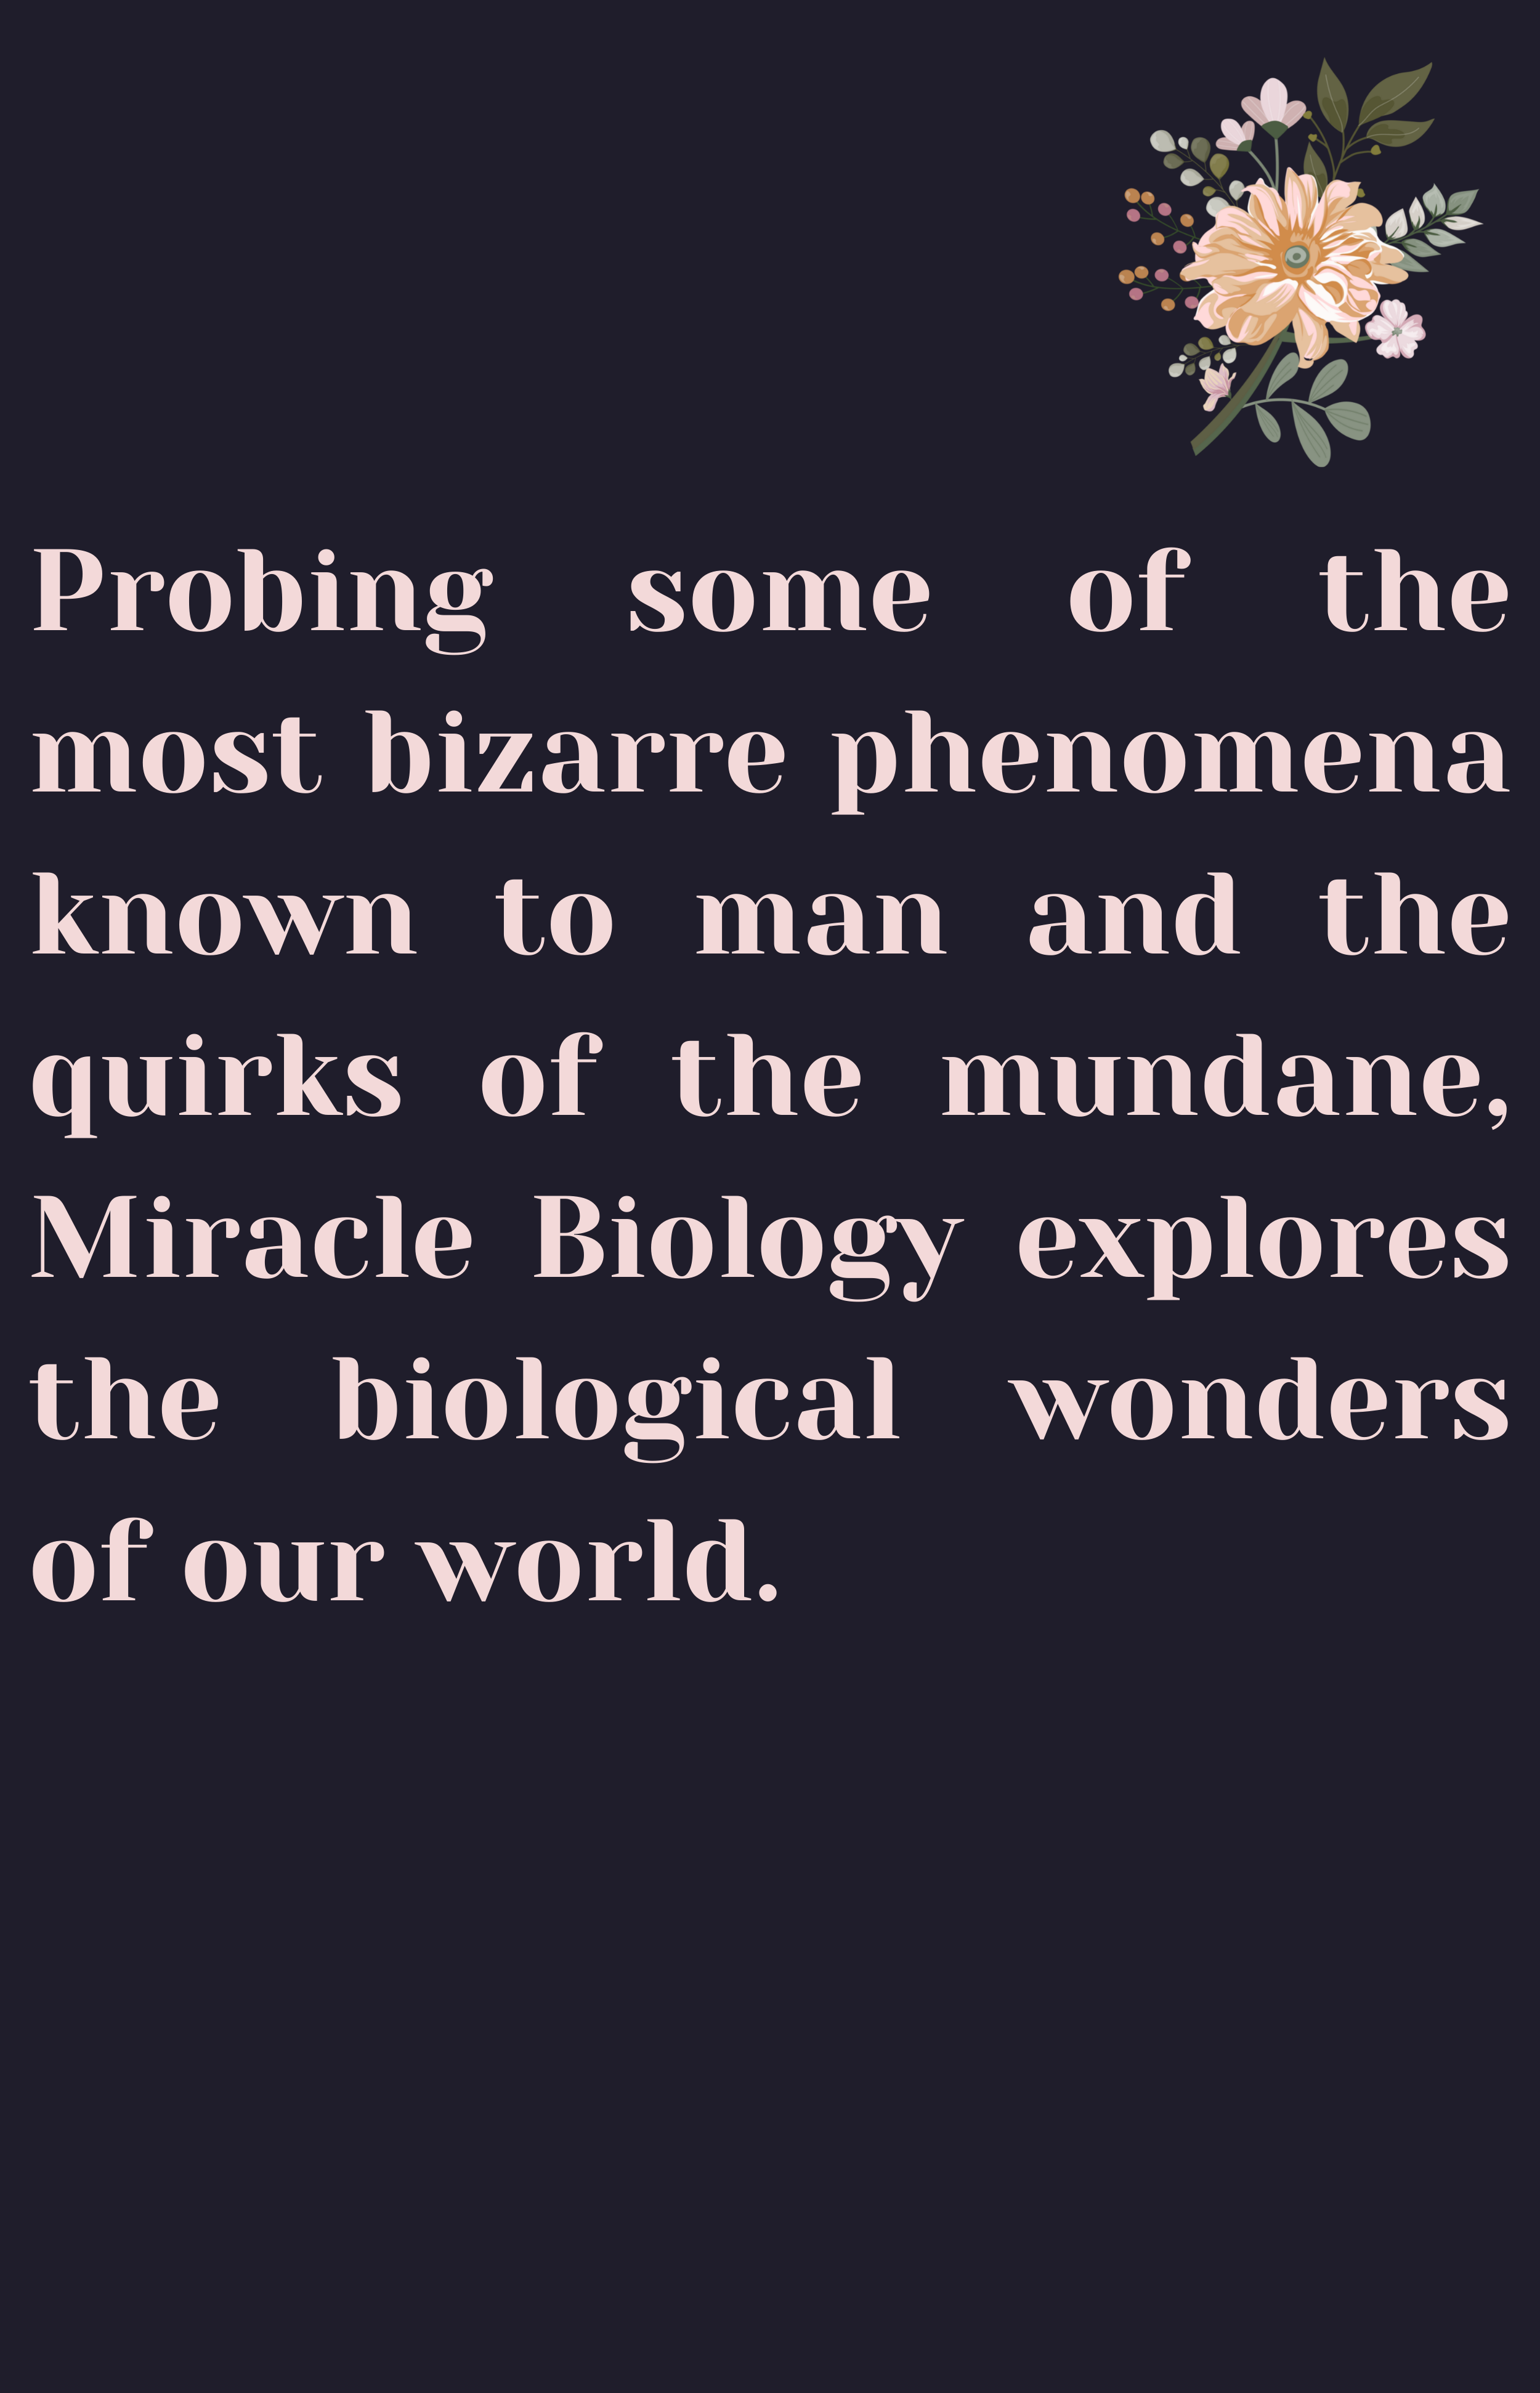 Probing some of the
most bizarre phenomena
known to man and the
quirks of the mundane,
Miracle Biology explores
the biological wonders
of our world.